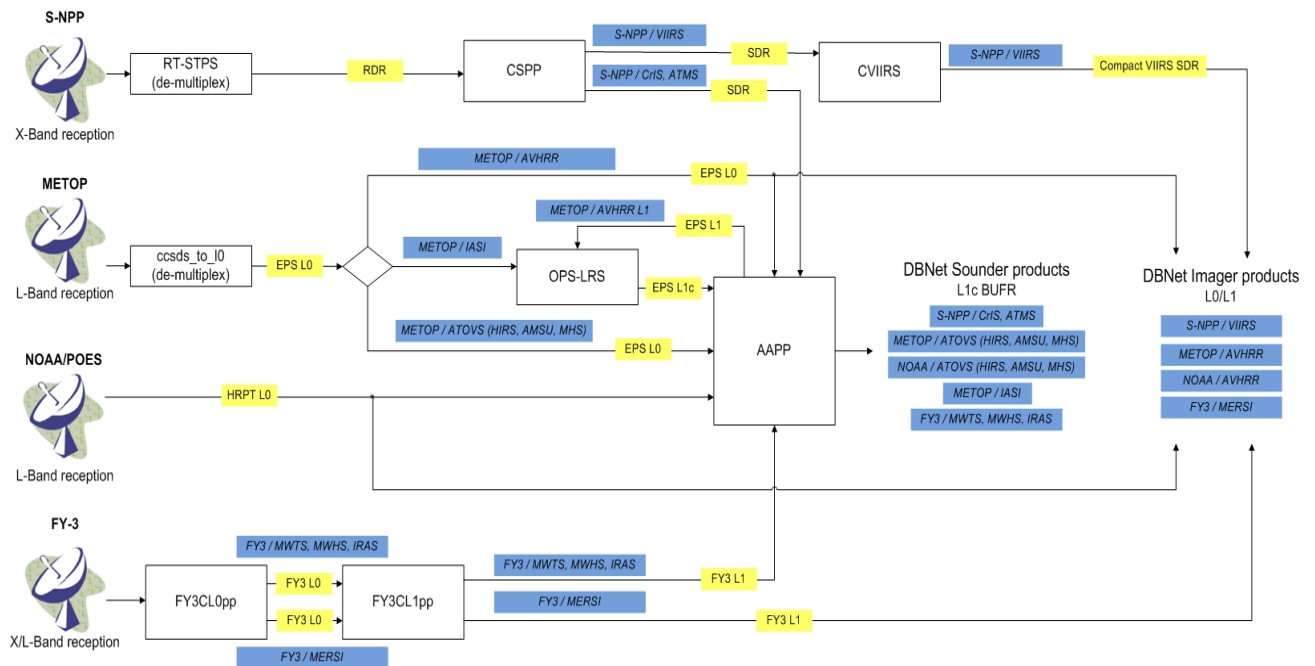 S-NPP
RT-STPS
(de-multiplex)
RDR
CSPP
S-NPP / VIIRS
SDR
S-NPP / CrIS, ATMS
SDR
CVIIRS
S-NPP / VIIRS
Compact VIIRS SDR
X-Band reception
METOP
METOP / AVHRR
EPS L0
METOP / AVHRR L1
EPS L1
ccsds_to_l0
(de-multiplex)
EPS L0
METOP / IASI
OPS-LRS
EPS L1c
L-Band reception
METOP / ATOVS (HIRS, AMSU, MHS)
EPS L0
AAPP
DBNet Sounder products
L1c BUFR
S-NPP / CrIS, ATMS
METOP / ATOVS (HIRS, AMSU, MHS)
NOAA / ATOVS (HIRS, AMSU, MHS)
METOP / IASI
FY3 / MWTS, MWHS, IRAS
DBNet Imager products
L0/L1
S-NPP / VIIRS
METOP / AVHRR
NOAA / AVHRR
FY3 / MERSI
NOAA/POES
HRPT L0
L-Band reception
FY-3
FY3 / MWTS, MWHS, IRAS
FY3CL0pp
FY3 L0
FY3 L0
FY3CL1pp
FY3 / MWTS, MWHS, IRAS
FY3 L1
FY3 / MERSI
FY3 L1
X/L-Band reception
FY3 / MERSI